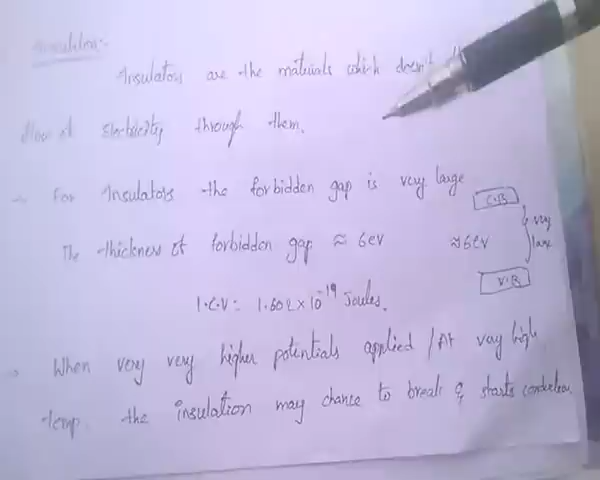 Insulators:-
Insulators are the materials which doesn't
flow of Electricity through them.
→ For Insulators the forbidden gap is very large
C.B
The thickness of forbidden gap ≈ 6eV ≈6eV very large
V.B
1.e.V = 1.602×10⁻¹⁹ Joules.
→ When very very higher potentials applied / At very high
temp. the insulation may chance to break & starts conduction.